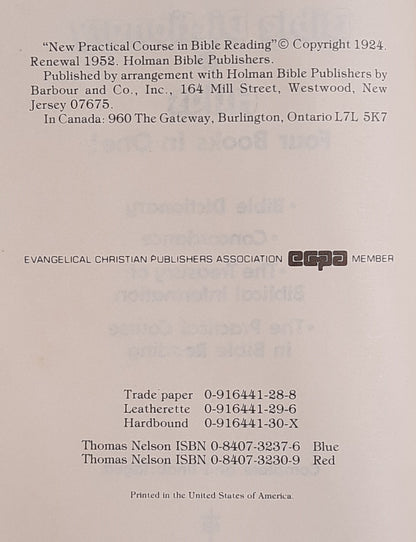 “New Practical Course in Bible Reading”© Copyright 1924.
Renewal 1952. Holman Bible Publishers.
Published by arrangement with Holman Bible Publishers by
Barbour and Co., Inc., 164 Mill Street, Westwood, New
Jersey 07675.
In Canada: 960 The Gateway, Burlington, Ontario L7L 5K7
EVANGELICAL CHRISTIAN PUBLISHERS ASSOCIATION ecpa MEMBER
Trade paper 0-916441-28-8
Leatherette 0-916441-29-6
Hardbound 0-916441-30-X
Thomas Nelson ISBN 0-8407-3237-6 Blue
Thomas Nelson ISBN 0-8407-3230-9 Red
Printed in the United States of America.